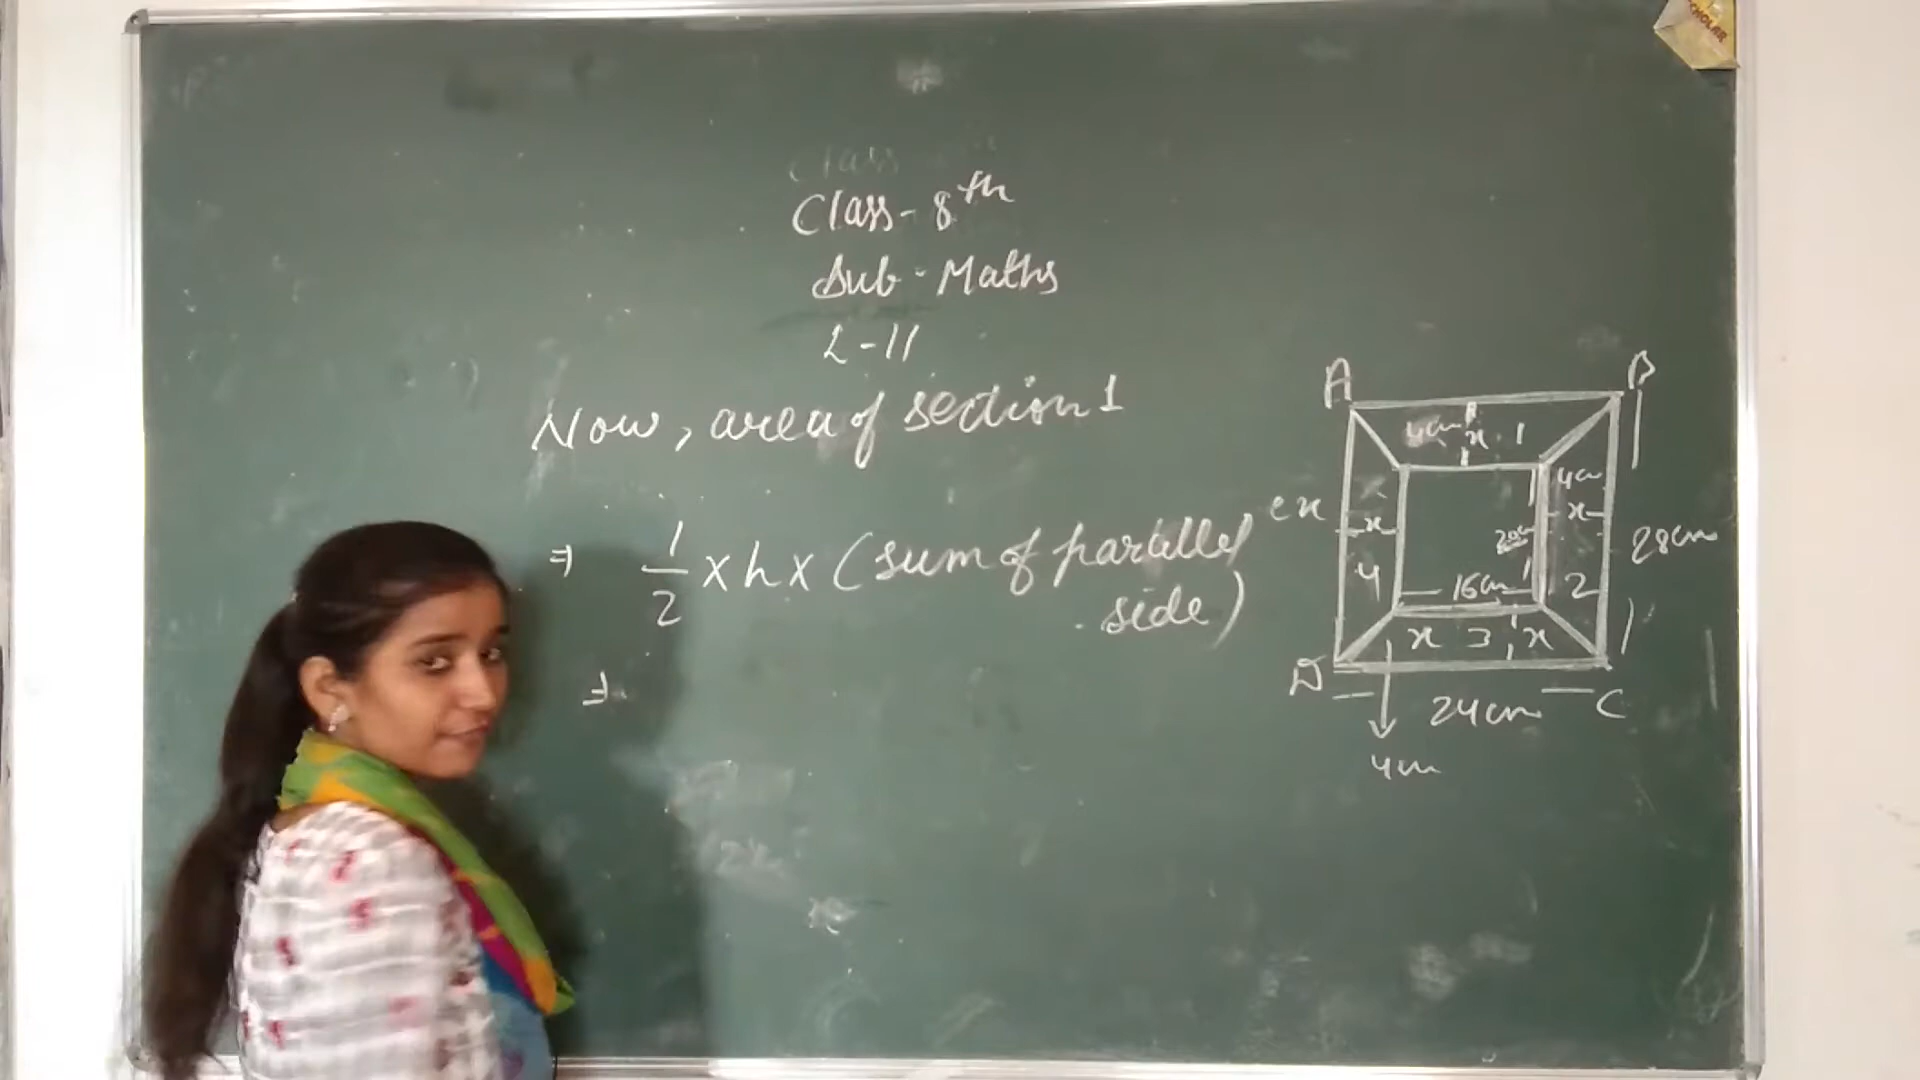 Class
Class - 8th
Sub - Maths
L-11
Now, area of section 1
⇒ 1/2 x h x (sum of parallel
side)
⇒
A B
4cm x 1
4cm
x x
20cm 28cm
4 16cm 2
x 3 x
D 24cm C
4cm